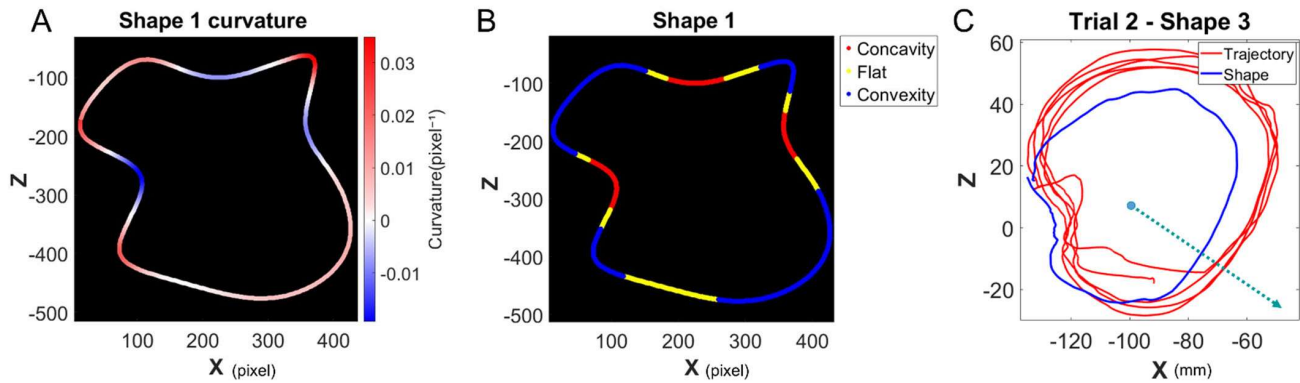 A
Shape 1 curvature
-100
-200
-300
-400
-500
Z
100
200
300
400
X (pixel)
0.03
0.02
0.01
0
-0.01
Curvature(pixel⁻¹)
B
Shape 1
Concavity
Flat
Convexity
-100
-200
-300
-400
-500
Z
100
200
300
400
X (pixel)
C
Trial 2 - Shape 3
Trajectory
Shape
60
40
20
0
-20
Z
-120
-100
-80
-60
X (mm)